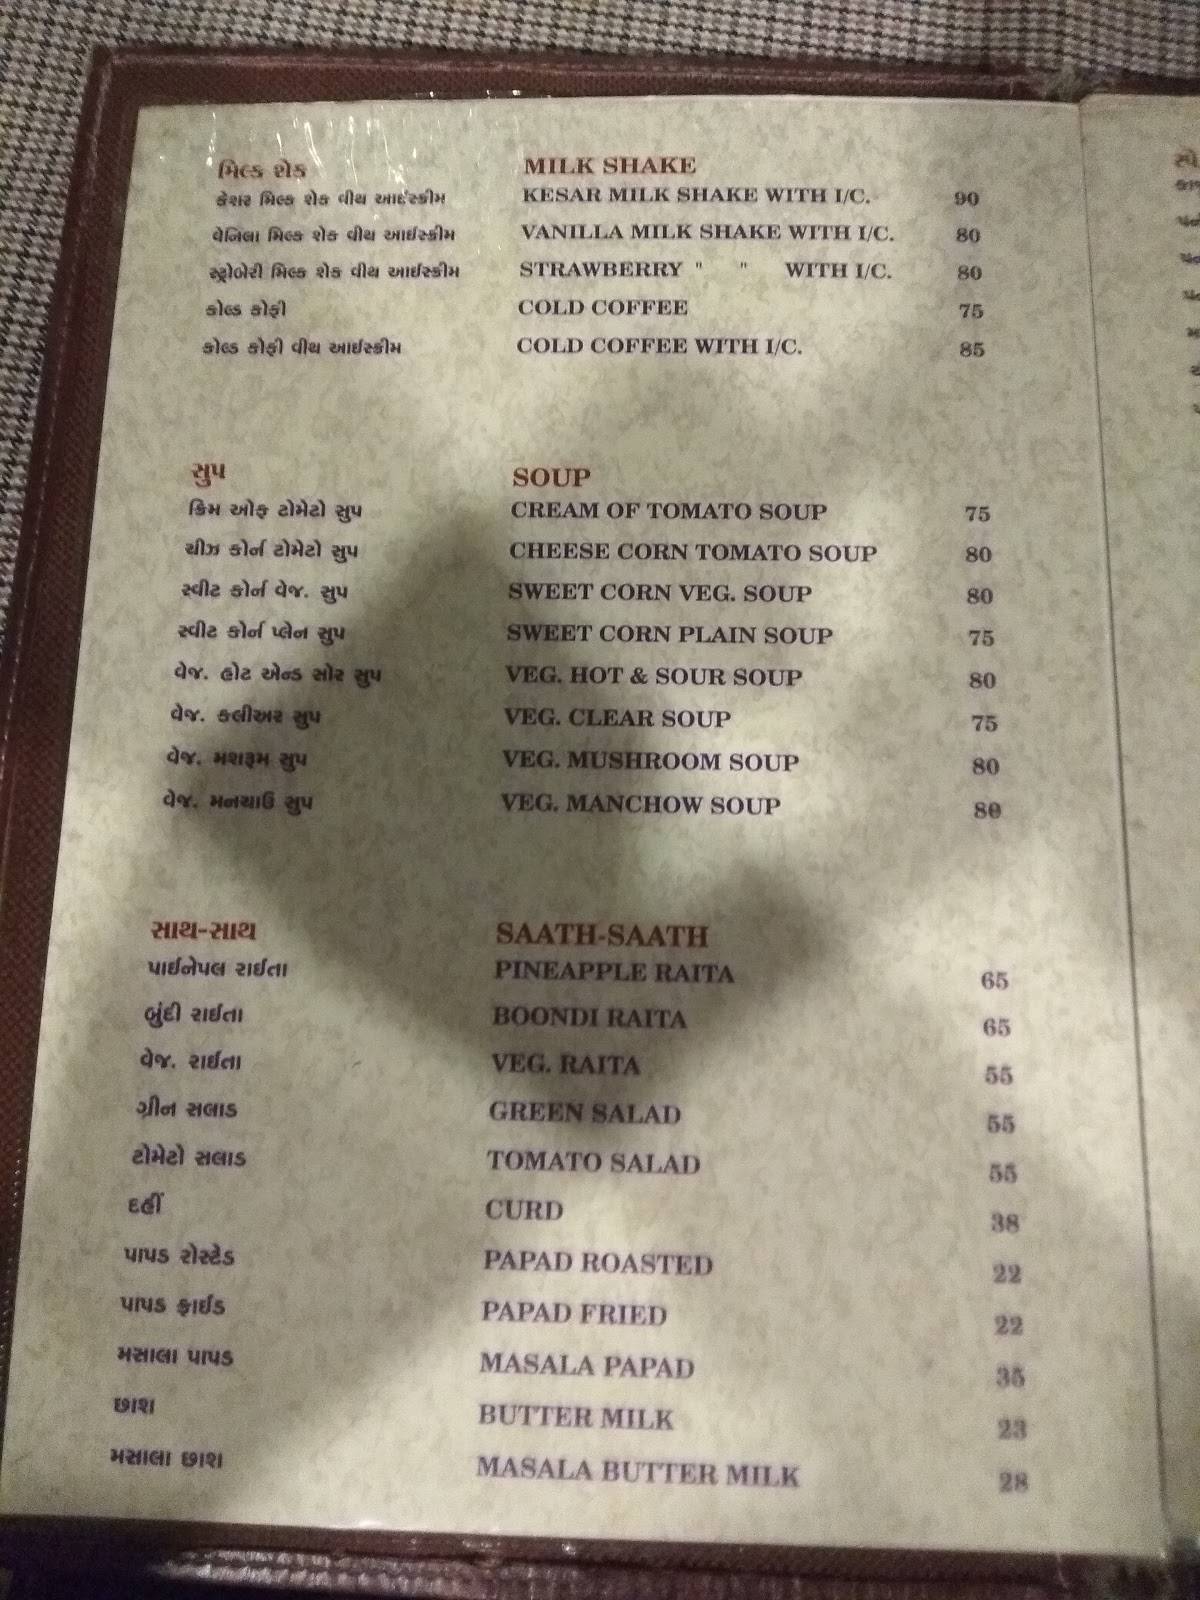 મિલ્ક શેક MILK SHAKE
કેશર મિલ્ક શેક વીથ આઈસ્ક્રીમ KESAR MILK SHAKE WITH I/C. 90
વેનિલા મિલ્ક શેક વીથ આઈસ્ક્રીમ VANILLA MILK SHAKE WITH I/C. 80
સ્ટ્રોબેરી મિલ્ક શેક વીથ આઈસ્ક્રીમ STRAWBERRY " " WITH I/C. 80
કોલ્ડ કોફી COLD COFFEE 75
કોલ્ડ કોફી વીથ આઈસ્ક્રીમ COLD COFFEE WITH I/C. 85
સુપ SOUP
ક્રિમ ઓફ ટોમેટો સુપ CREAM OF TOMATO SOUP 75
ચીઝ કોર્ન ટોમેટો સુપ CHEESE CORN TOMATO SOUP 80
સ્વીટ કોર્ન વેજ. સુપ SWEET CORN VEG. SOUP 80
સ્વીટ કોર્ન પ્લેન સુપ SWEET CORN PLAIN SOUP 75
વેજ. હોટ એન્ડ સોર સુપ VEG. HOT & SOUR SOUP 80
વેજ. કલીઅર સુપ VEG. CLEAR SOUP 75
વેજ. મશરૂમ સુપ VEG. MUSHROOM SOUP 80
વેજ. મનચાઉ સુપ VEG. MANCHOW SOUP 80
સાથ-સાથ SAATH-SAATH
પાઈનેપલ રાઈતા PINEAPPLE RAITA 65
બુંદી રાઈતા BOONDI RAITA 65
વેજ. રાઈતા VEG. RAITA 55
ગ્રીન સલાડ GREEN SALAD 55
ટોમેટો સલાડ TOMATO SALAD 55
દહીં CURD 38
પાપડ રોસ્ટેડ PAPAD ROASTED 22
પાપડ ફ્રાઈડ PAPAD FRIED 22
મસાલા પાપડ MASALA PAPAD 35
છાશ BUTTER MILK 23
મસાલા છાશ MASALA BUTTER MILK 28